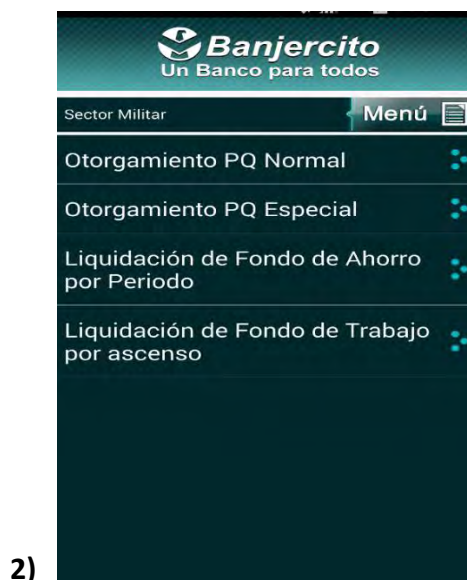 Banjercito
Un Banco para todos
Sector Militar
Menú
Otorgamiento PQ Normal
Otorgamiento PQ Especial
Liquidación de Fondo de Ahorro
por Periodo
Liquidación de Fondo de Trabajo
por ascenso
2)